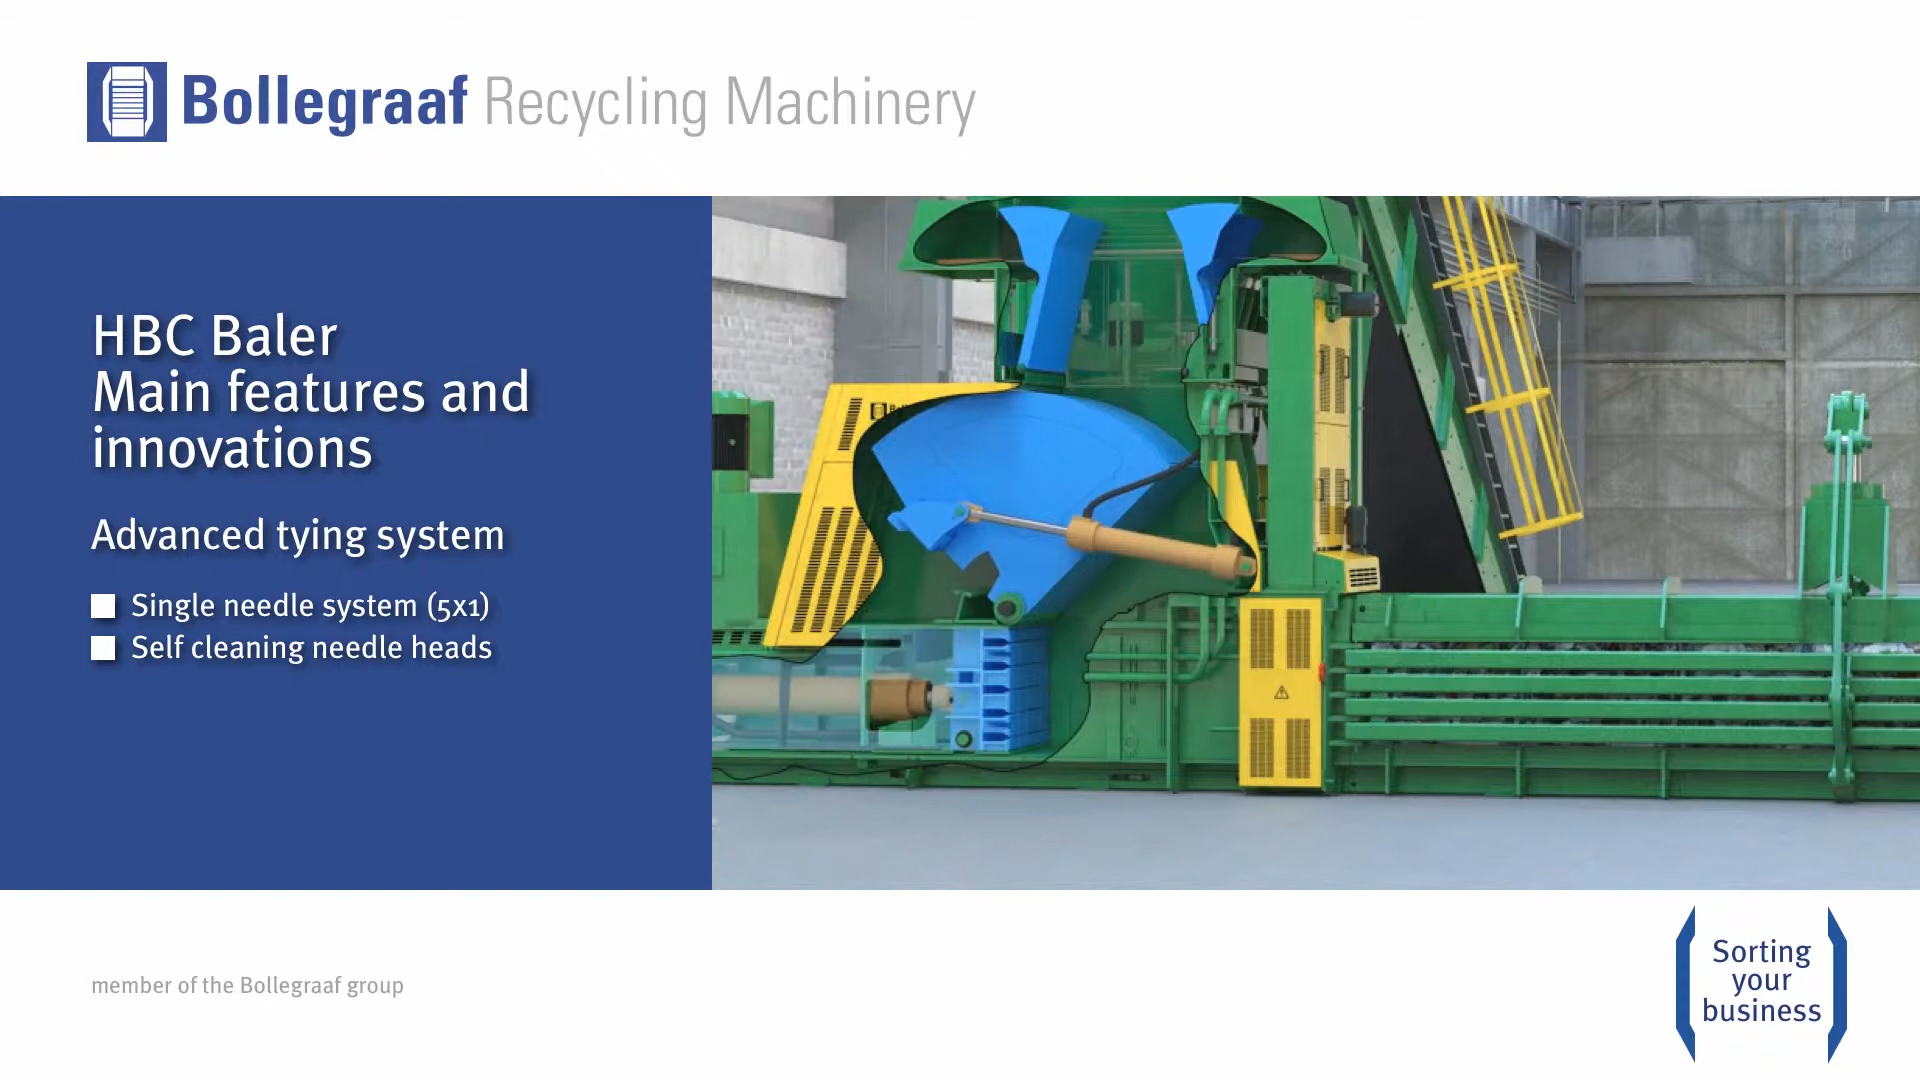 Bollegraaf Recycling Machinery
HBC Baler
Main features and
innovations
Advanced tying system
Single needle system (5x1)
Self cleaning needle heads
member of the Bollegraaf group
Sorting
your
business